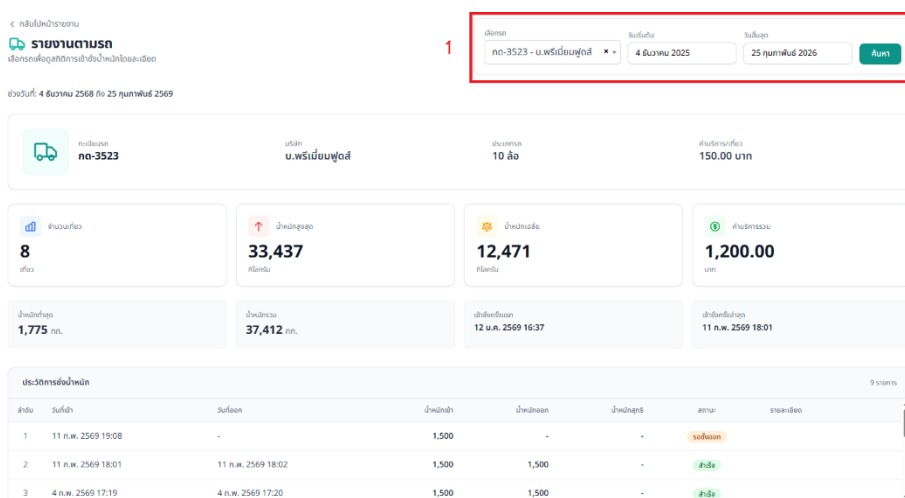 < กลับไปหน้ารายงาน
รายงานตามรถ
เลือกรถเพื่อดูสถิติการเข้าชั่งน้ำหนักโดยละเอียด
1
เลือกรถ วันเริ่มต้น วันสิ้นสุด
กด-3523 - บ.พรีเมี่ยมฟูดส์ × 4 ธันวาคม 2025 25 กุมภาพันธ์ 2026 ค้นหา
ช่วงวันที่: 4 ธันวาคม 2568 ถึง 25 กุมภาพันธ์ 2569
ทะเบียนรถ บริษัท ประเภทรถ ค่าบริการ/เที่ยว
กด-3523 บ.พรีเมี่ยมฟูดส์ 10 ล้อ 150.00 บาท
จำนวนเที่ยว น้ำหนักสูงสุด น้ำหนักเฉลี่ย ค่าบริการรวม
8 33,437 12,471 1,200.00
เที่ยว กิโลกรัม กิโลกรัม บาท
น้ำหนักต่ำสุด น้ำหนักรวม เข้าชั่งครั้งแรก เข้าชั่งครั้งล่าสุด
1,775 กก. 37,412 กก. 12 ม.ค. 2569 16:37 11 ก.พ. 2569 18:01
ประวัติการชั่งน้ำหนัก 9 รายการ
ลำดับ วันที่เข้า วันที่ออก น้ำหนักเข้า น้ำหนักออก น้ำหนักสุทธิ สถานะ รายละเอียด
1 11 ก.พ. 2569 19:08 - 1,500 - - รอชั่งออก
2 11 ก.พ. 2569 18:01 11 ก.พ. 2569 18:02 1,500 1,500 - สำเร็จ
3 4 ก.พ. 2569 17:19 4 ก.พ. 2569 17:20 1,500 1,500 - สำเร็จ